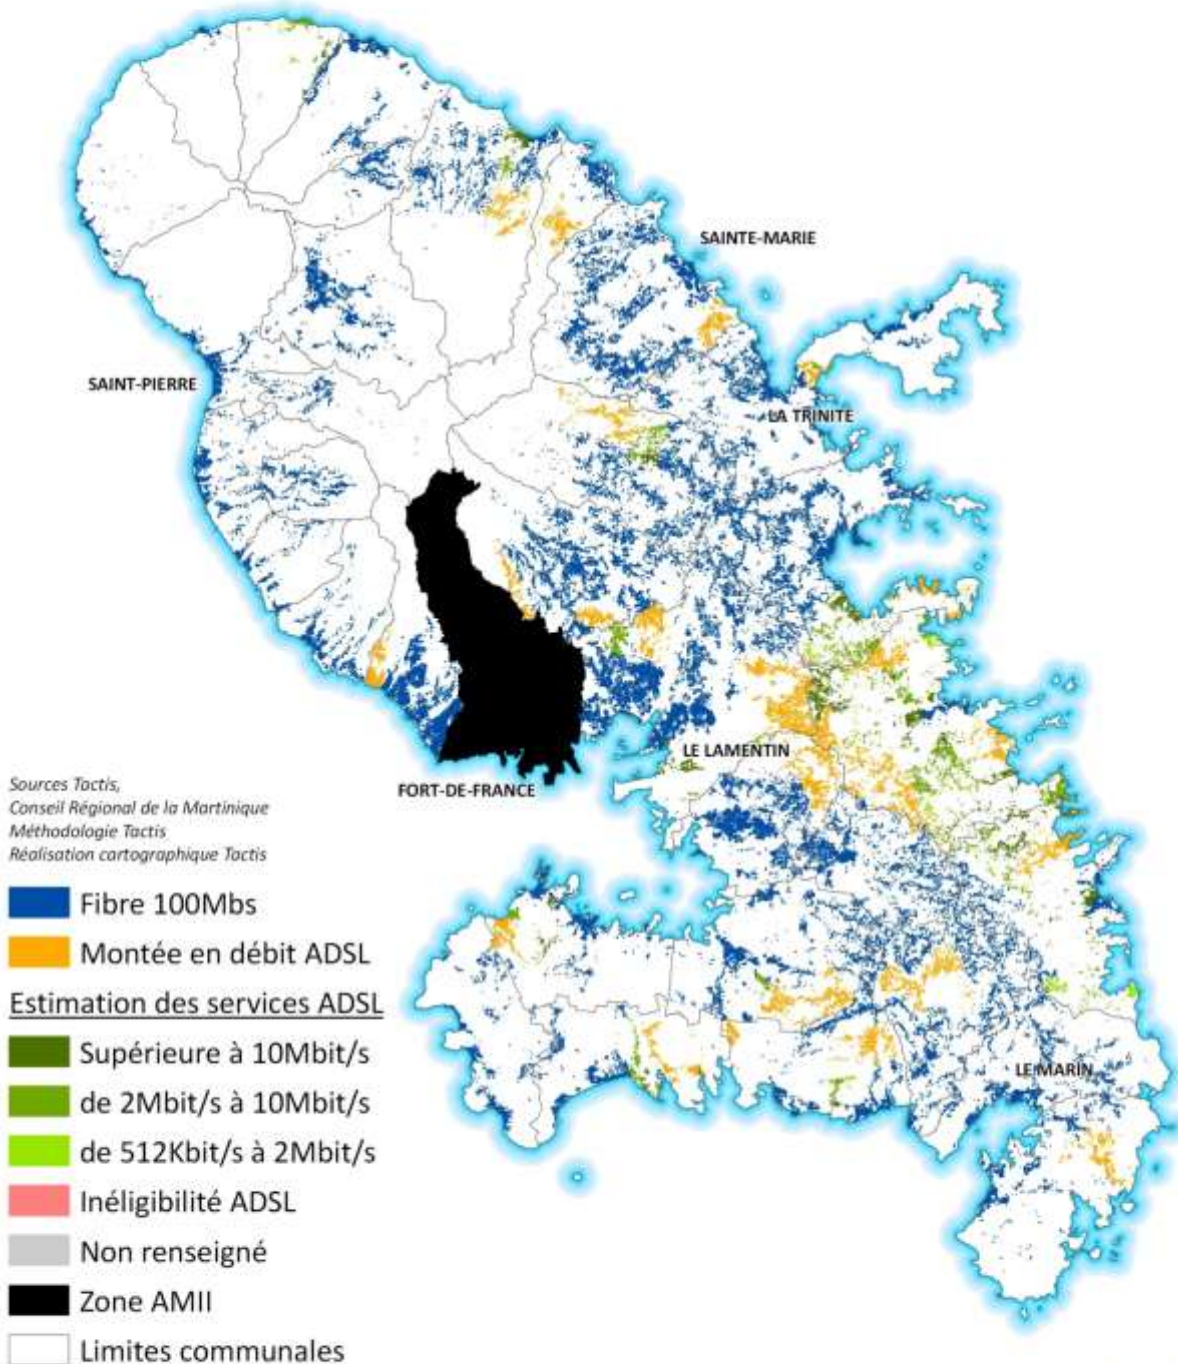 SAINTE-MARIE
SAINT-PIERRE
LA TRINITE
LE LAMENTIN
FORT-DE-FRANCE
LE MARIN
Sources Tactis,
Conseil Régional de la Martinique
Méthodologie Tactis
Réalisation cartographique Tactis
Fibre 100Mbs
Montée en débit ADSL
Estimation des services ADSL
Supérieure à 10Mbit/s
de 2Mbit/s à 10Mbit/s
de 512Kbit/s à 2Mbit/s
Inéligibilité ADSL
Non renseigné
Zone AMII
Limites communales